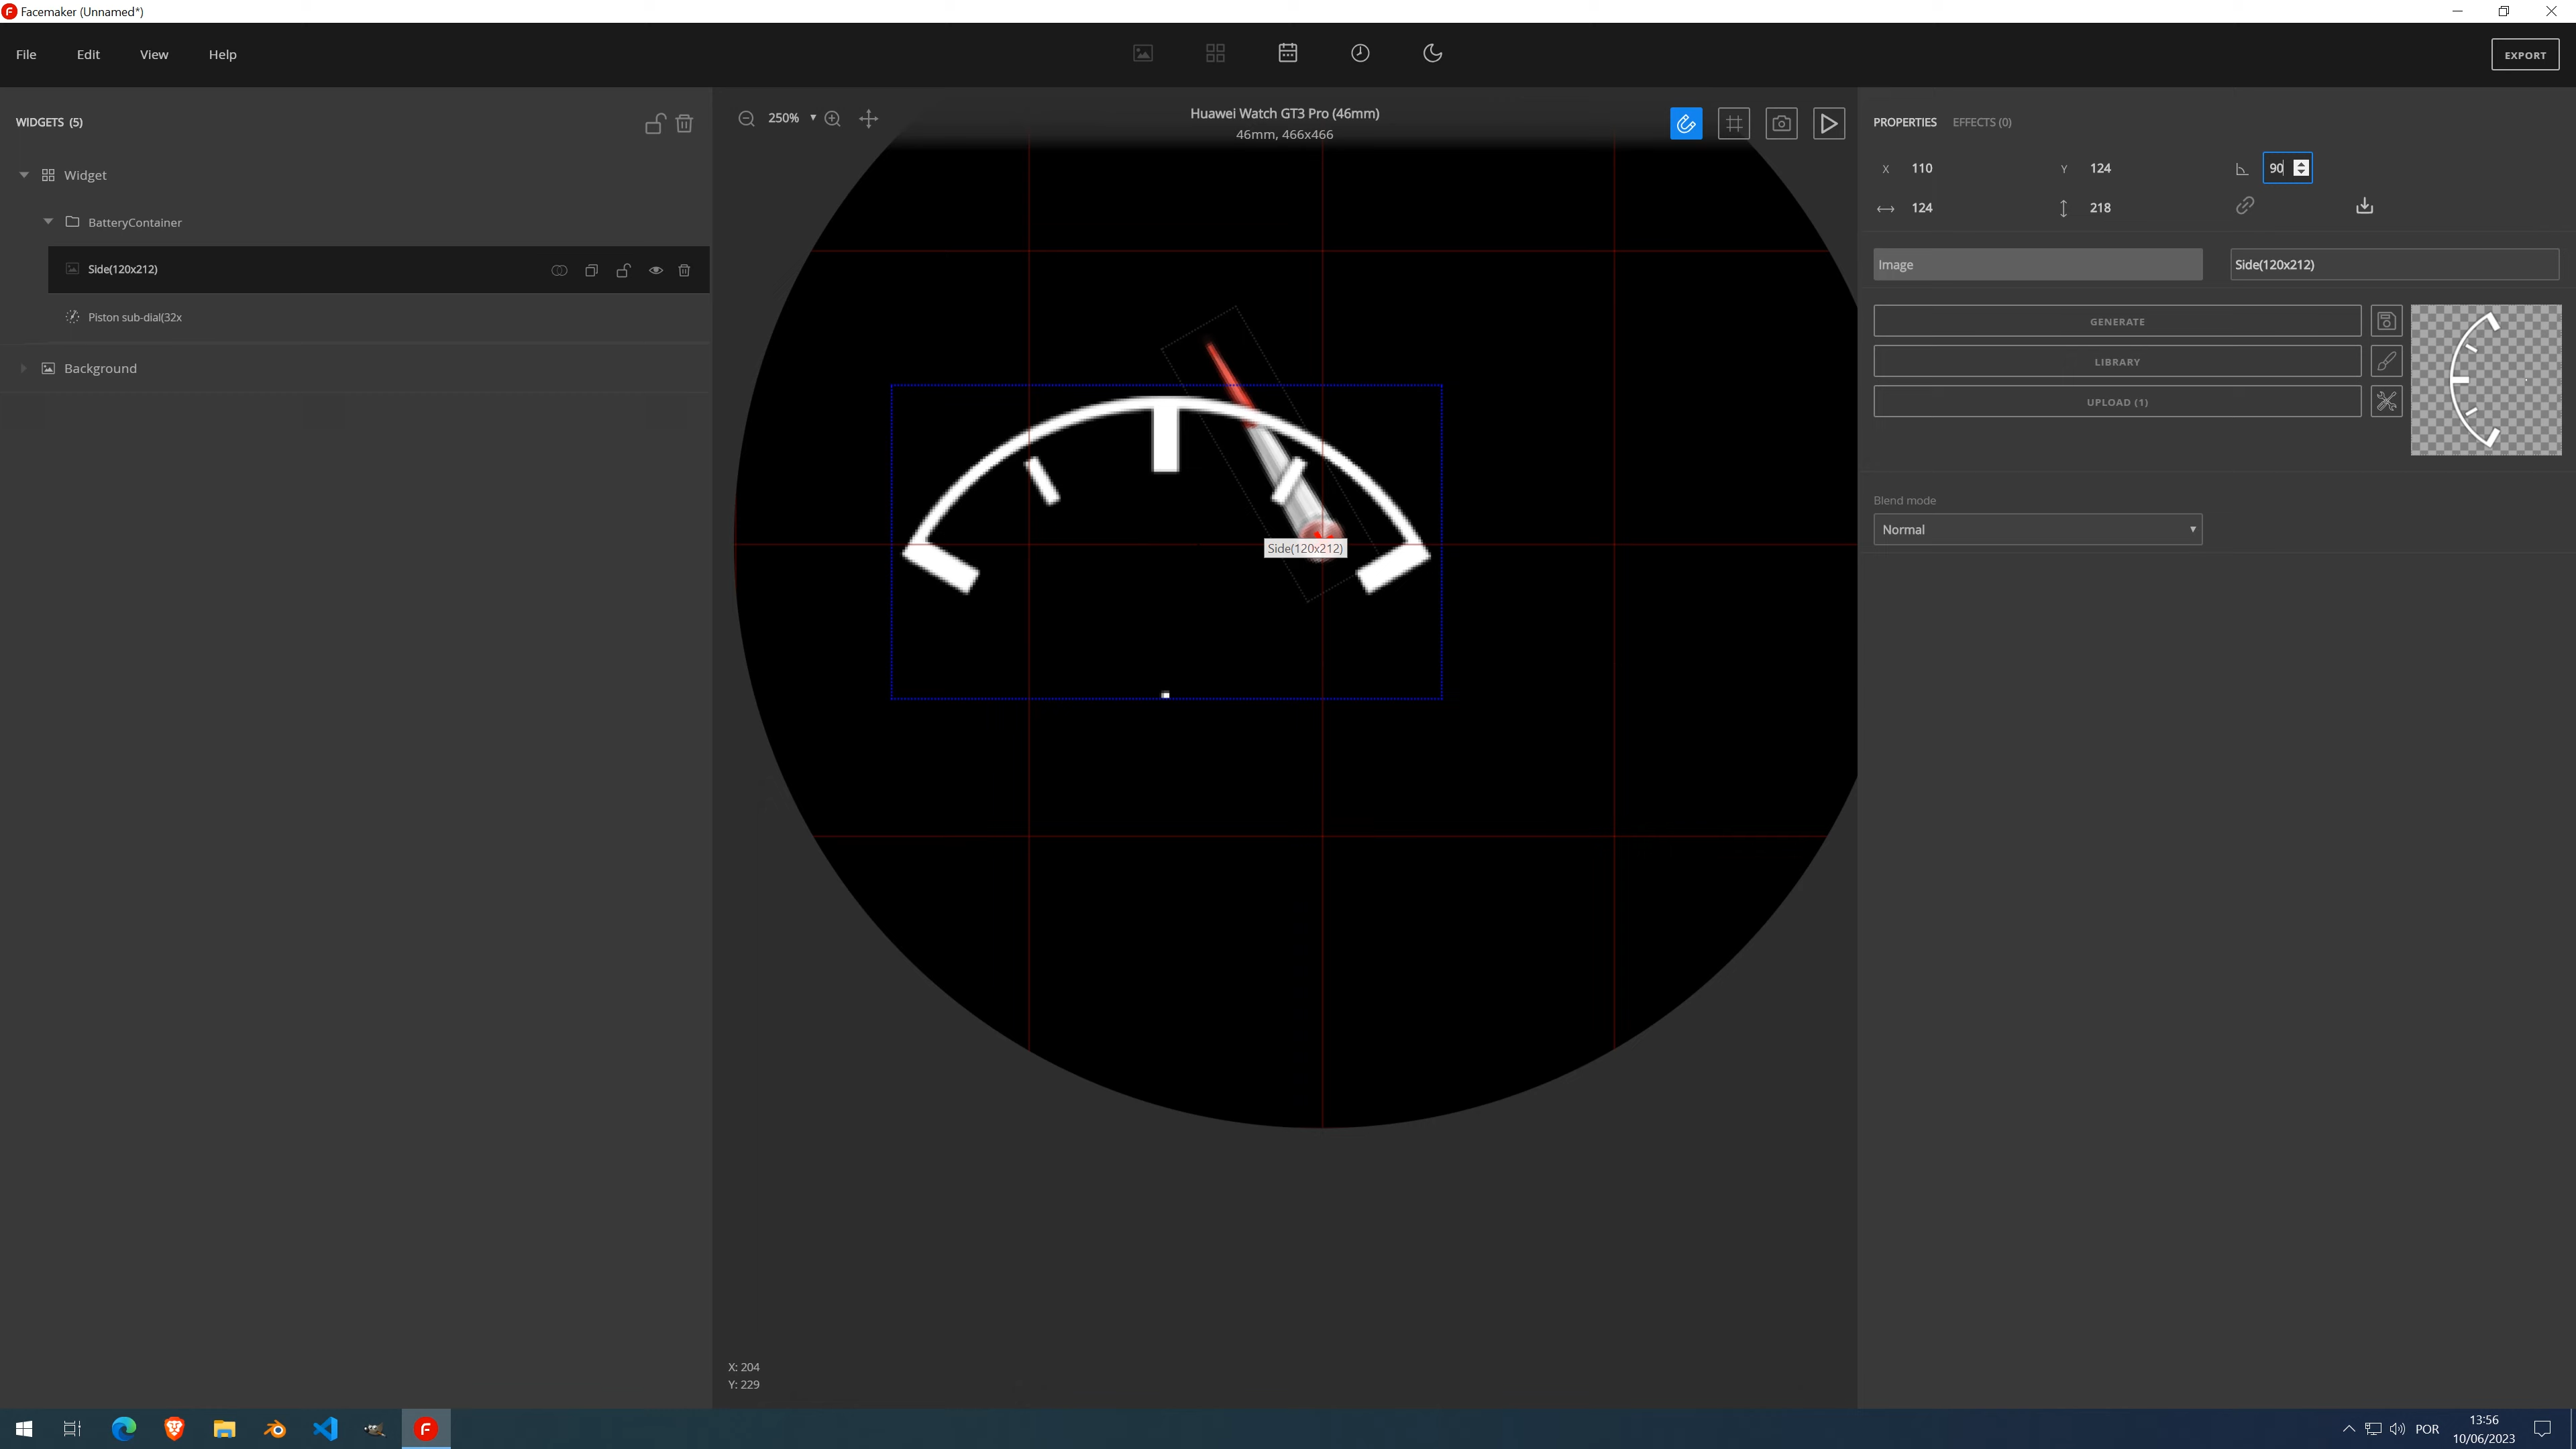 Facemaker (Unnamed*)
File Edit View Help
EXPORT
WIDGETS (5)
250%
Huawei Watch GT3 Pro (46mm)
46mm, 466x466
PROPERTIES EFFECTS (0)
Widget
X 110 Y 124 90
BatteryContainer
124 218
Side(120x212)
Image Side(120x212)
Piston sub-dial(32x
GENERATE
LIBRARY
Background
UPLOAD (1)
Blend mode
Normal
Side(120x212)
X: 204
Y: 229
POR
13:56
10/06/2023